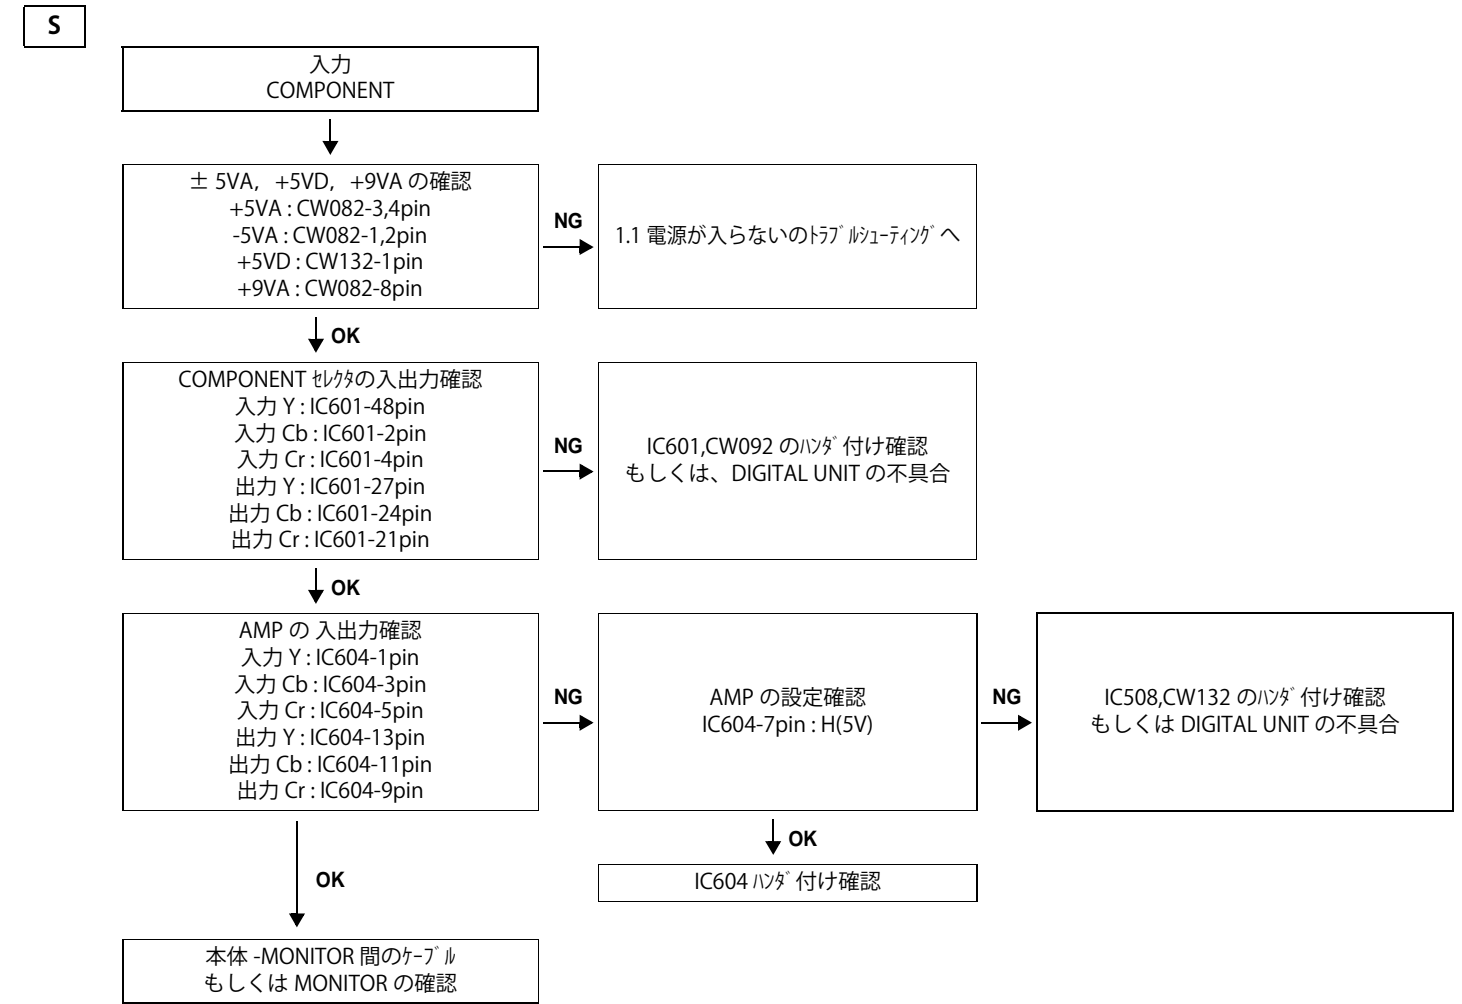 S
入力
COMPONENT
± 5VA, +5VD, +9VA の確認
+5VA : CW082-3,4pin
-5VA : CW082-1,2pin
+5VD : CW132-1pin
+9VA : CW082-8pin
NG
1.1 電源が入らないのﾄﾗﾌﾞﾙｼｭｰﾃｨﾝｸﾞへ
OK
COMPONENT ｾﾚｸﾀの入出力確認
入力 Y : IC601-48pin
入力 Cb : IC601-2pin
入力 Cr : IC601-4pin
出力 Y : IC601-27pin
出力 Cb : IC601-24pin
出力 Cr : IC601-21pin
NG
IC601,CW092 のﾊﾝﾀﾞ付け確認
もしくは、DIGITAL UNIT の不具合
OK
AMP の 入出力確認
入力 Y : IC604-1pin
入力 Cb : IC604-3pin
入力 Cr : IC604-5pin
出力 Y : IC604-13pin
出力 Cb : IC604-11pin
出力 Cr : IC604-9pin
NG
AMP の設定確認
IC604-7pin : H(5V)
NG
IC508,CW132 のﾊﾝﾀﾞ付け確認
もしくは DIGITAL UNIT の不具合
OK
IC604 ﾊﾝﾀﾞ付け確認
OK
本体 -MONITOR 間のｹｰﾌﾞﾙ
もしくは MONITOR の確認